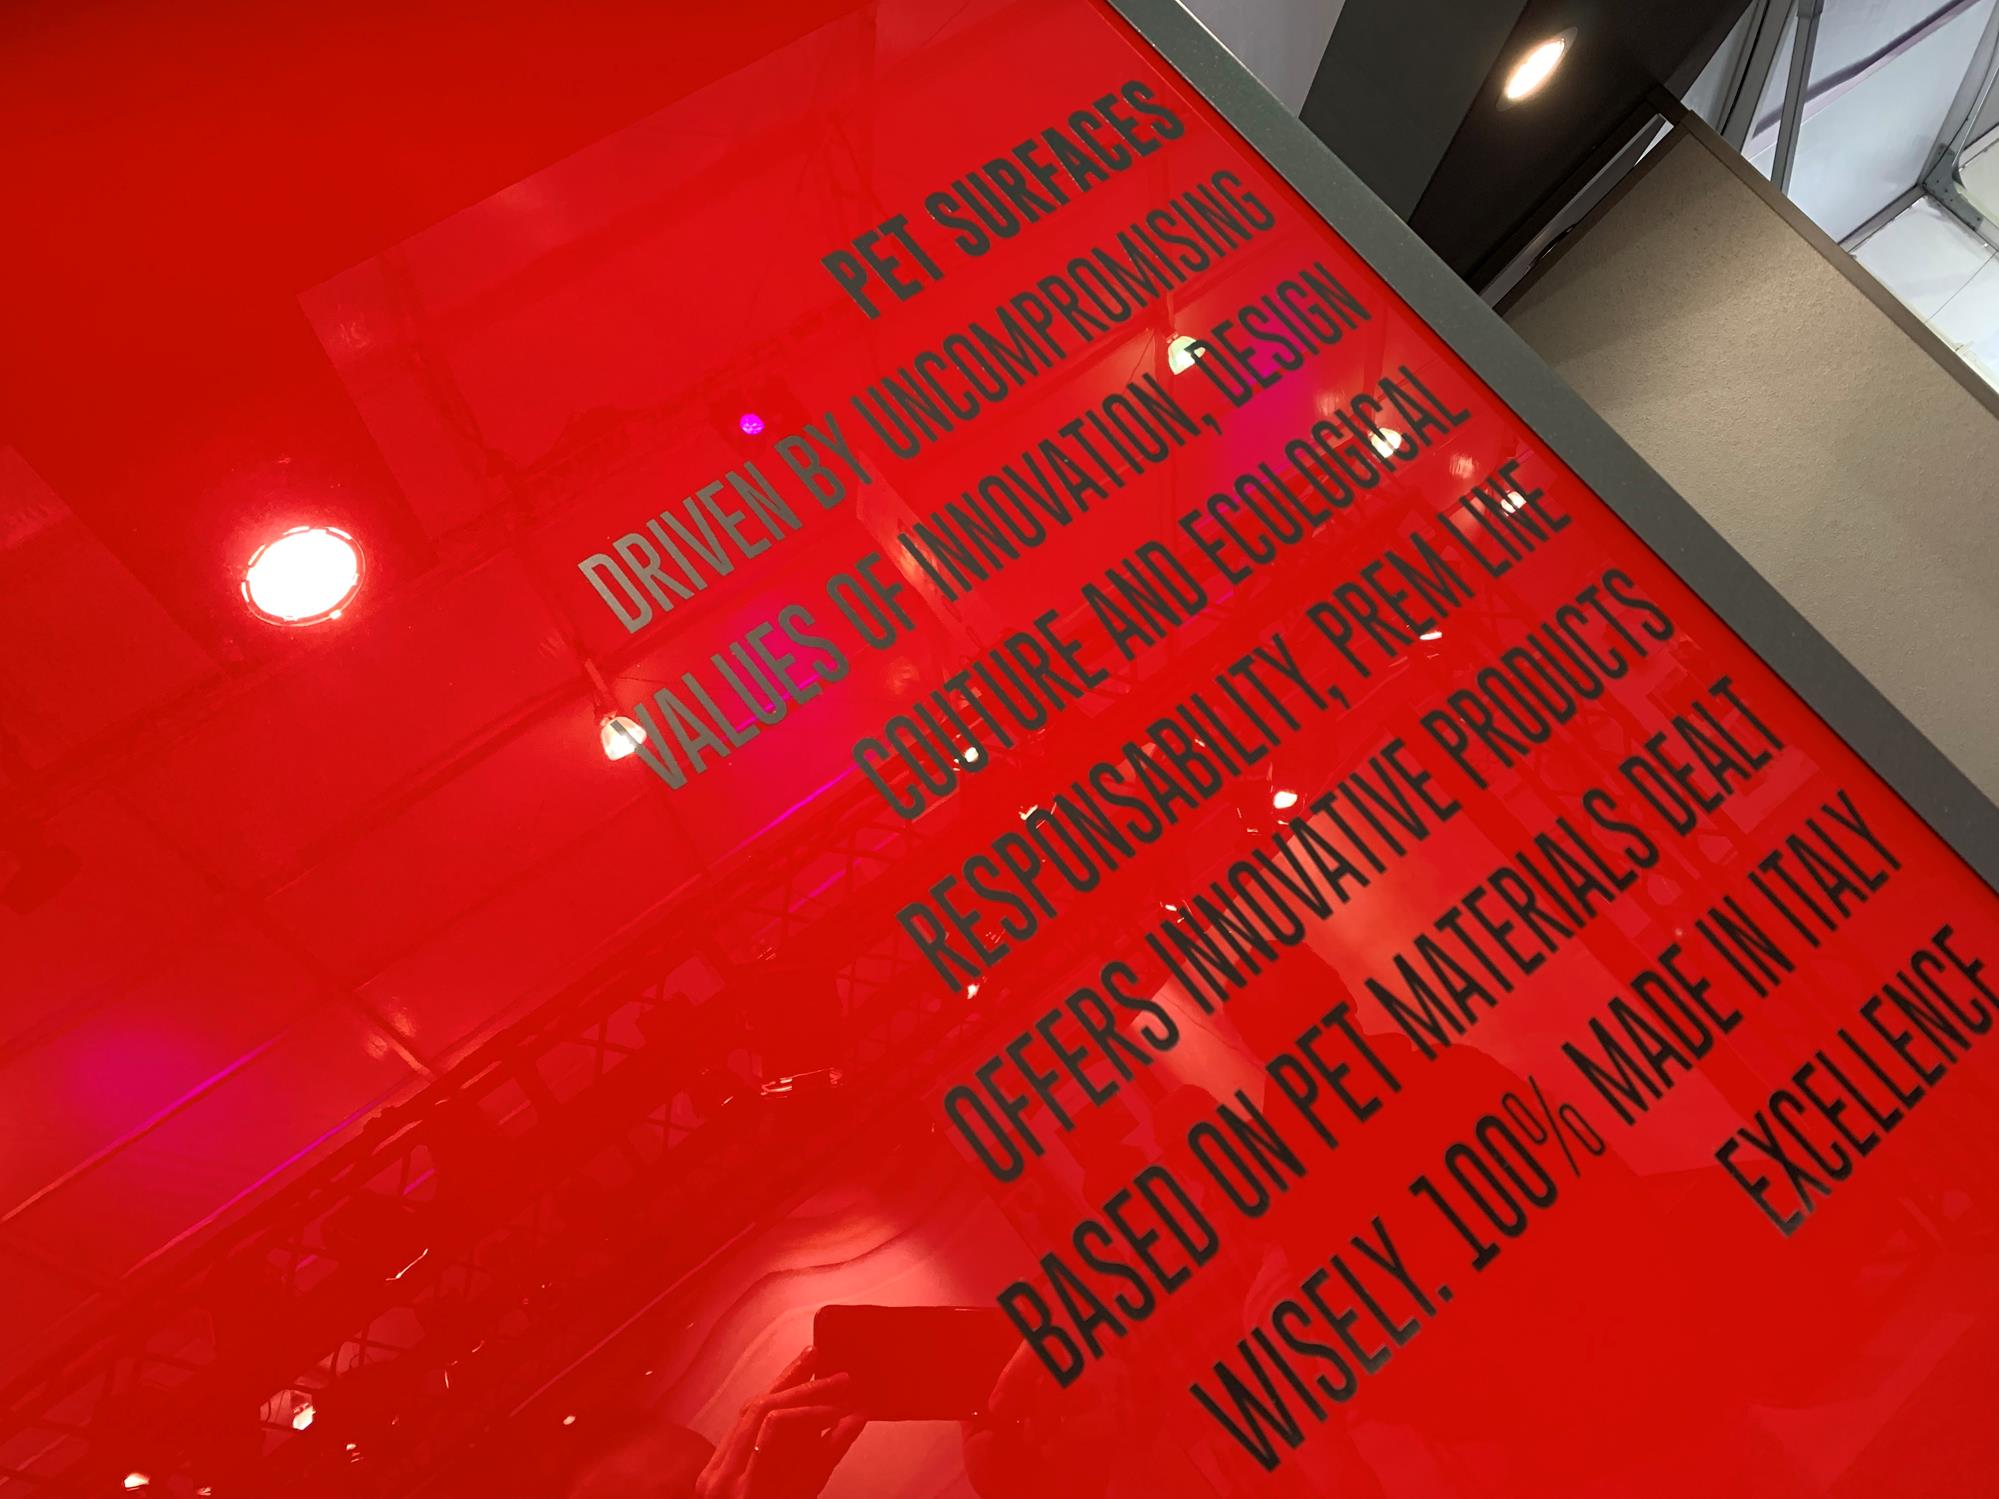 PET SURFACES
DRIVEN BY UNCOMPROMISING
VALUES OF INNOVATION, DESIGN
COUTURE AND ECOLOGICAL
RESPONSABILITY, PREM LINE
OFFERS INNOVATIVE PRODUCTS
BASED ON PET MATERIALS DEALT
WISELY. 100% MADE IN ITALY
EXCELLENCE